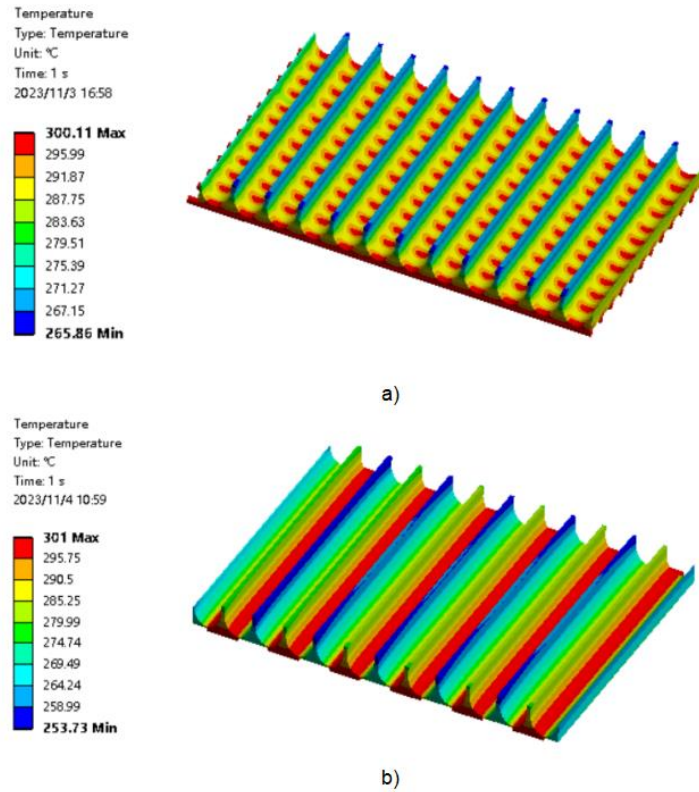 Temperature
Type: Temperature
Unit: °C
Time: 1 s
2023/11/3 16:58
300.11 Max
295.99
291.87
287.75
283.63
279.51
275.39
271.27
267.15
265.86 Min
a)
Temperature
Type: Temperature
Unit: °C
Time: 1 s
2023/11/4 10:59
301 Max
295.75
290.5
285.25
279.99
274.74
269.49
264.24
258.99
253.73 Min
b)